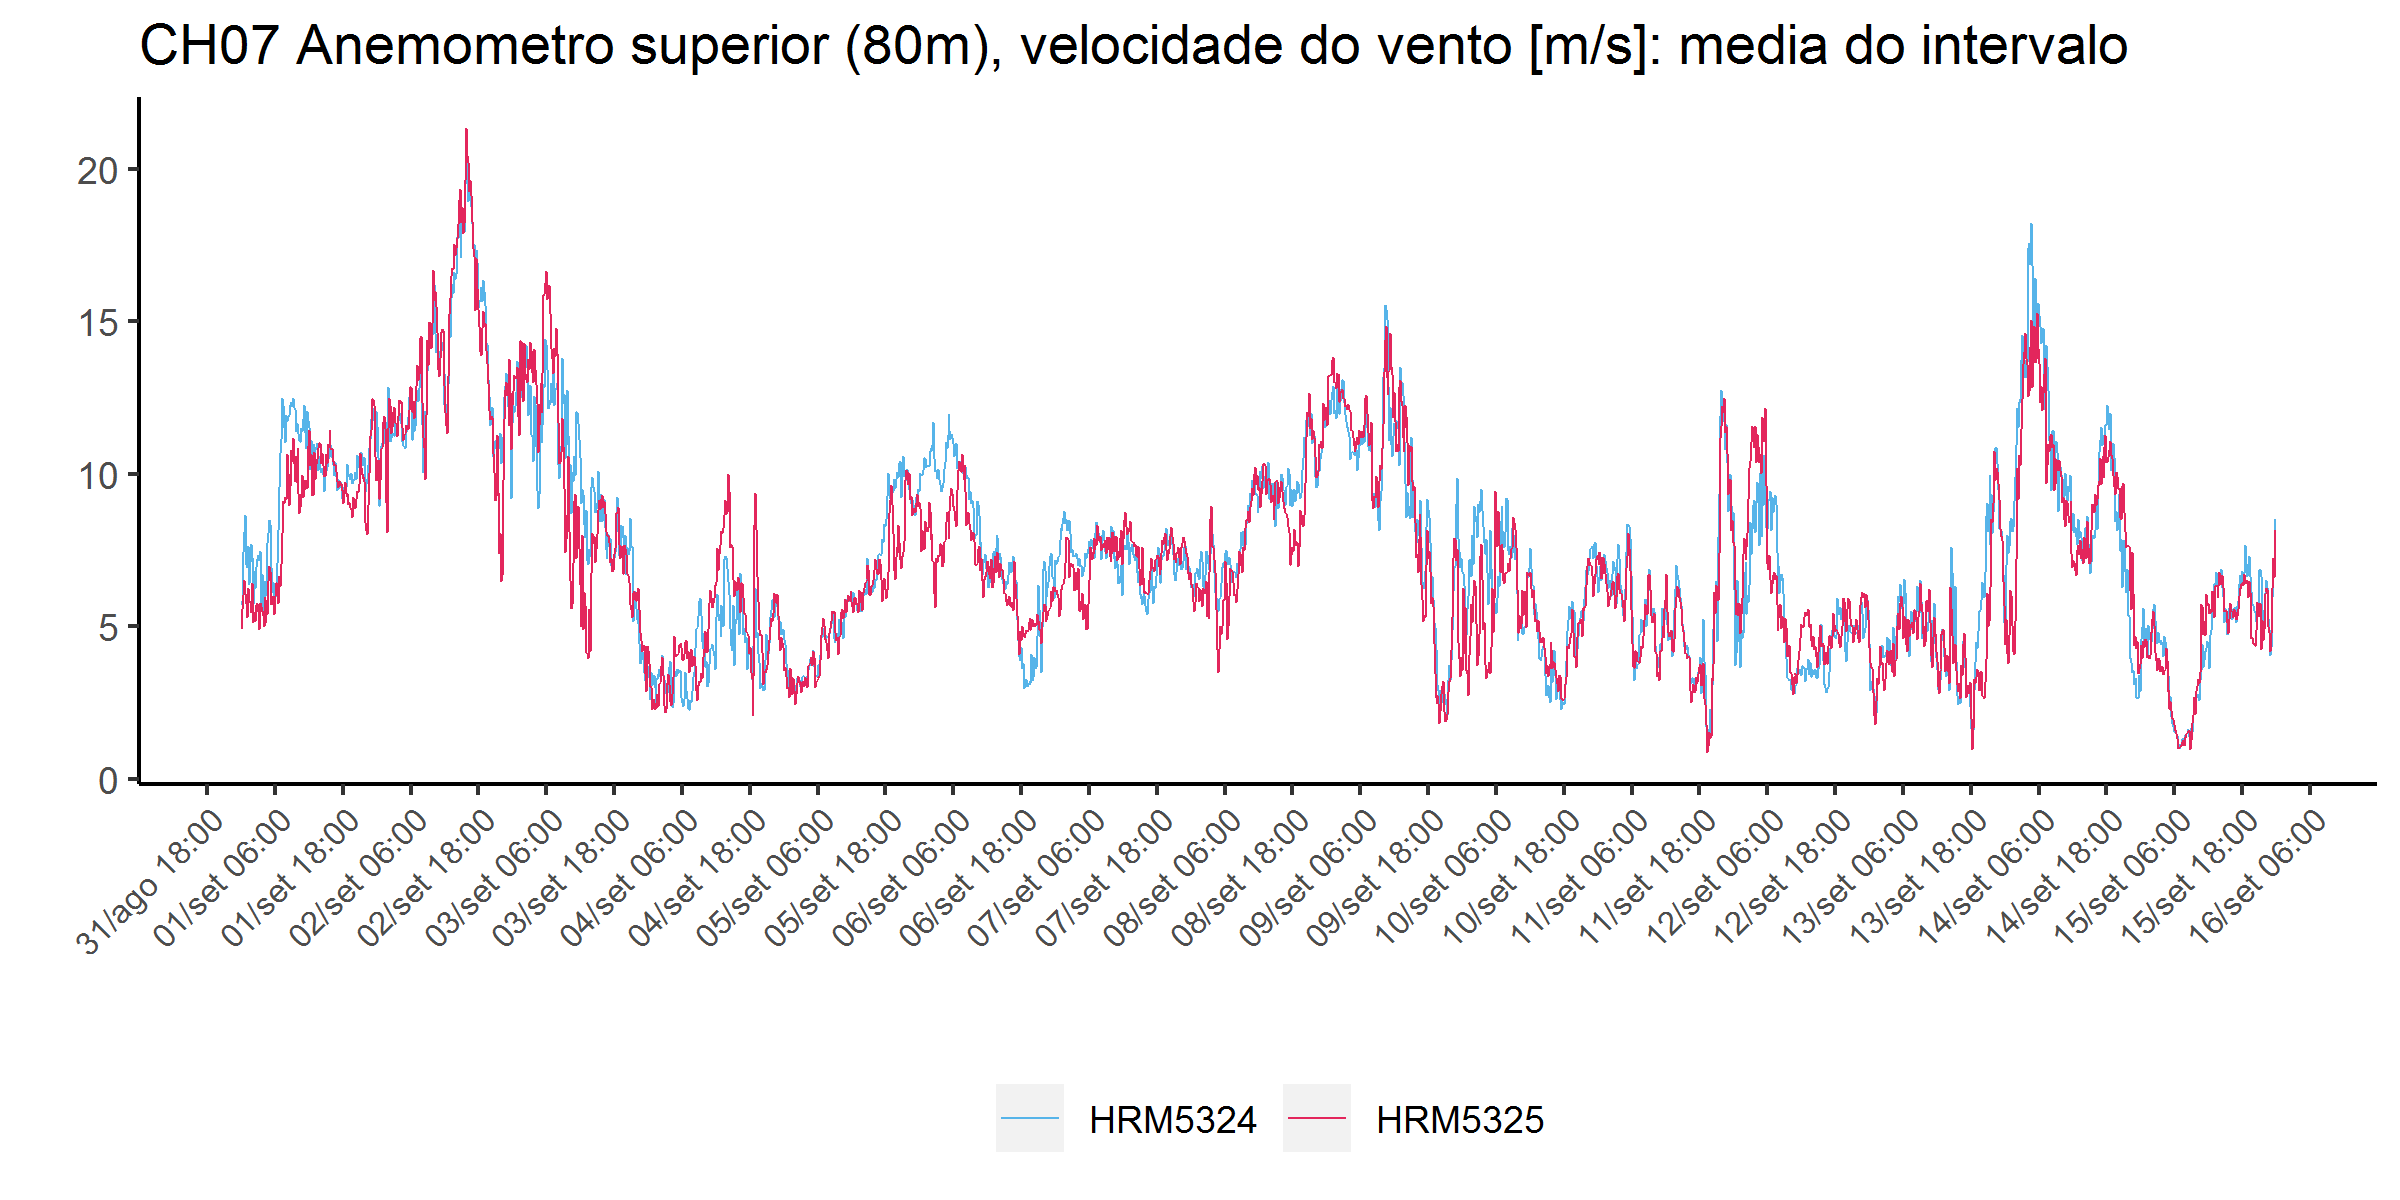 CH07 Anemometro superior (80m), velocidade do vento [m/s]: media do intervalo
20
15
10
5
0
31/ago 18:00
01/set 06:00
01/set 18:00
02/set 06:00
02/set 18:00
03/set 06:00
03/set 18:00
04/set 06:00
04/set 18:00
05/set 06:00
05/set 18:00
06/set 06:00
06/set 18:00
07/set 06:00
07/set 18:00
08/set 06:00
08/set 18:00
09/set 06:00
09/set 18:00
10/set 06:00
10/set 18:00
11/set 06:00
11/set 18:00
12/set 06:00
12/set 18:00
13/set 06:00
13/set 18:00
14/set 06:00
14/set 18:00
15/set 06:00
15/set 18:00
16/set 06:00
HRM5324 HRM5325